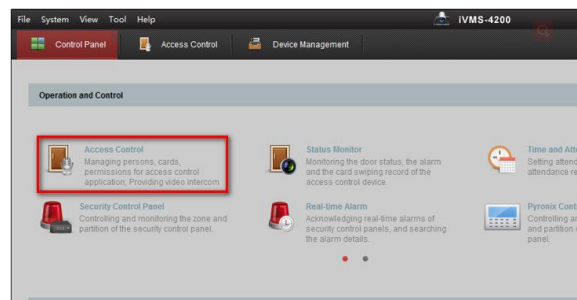 File System View Tool Help
iVMS-4200
Control Panel
Access Control
Device Management
Operation and Control
Access Control
Managing persons, cards,
permissions for access control
application; Providing video intercom
Status Monitor
Monitoring the door status, the alarm
and the card swiping record of the
access control device.
Time and Atte
Setting attend
attendance re
Security Control Panel
Controlling and monitoring the zone and
partition of the security control panel.
Real-time Alarm
Acknowledging real-time alarms of
security control panels, and searching
the alarm details.
Pyronix Cont
Controlling an
and partition
panel.